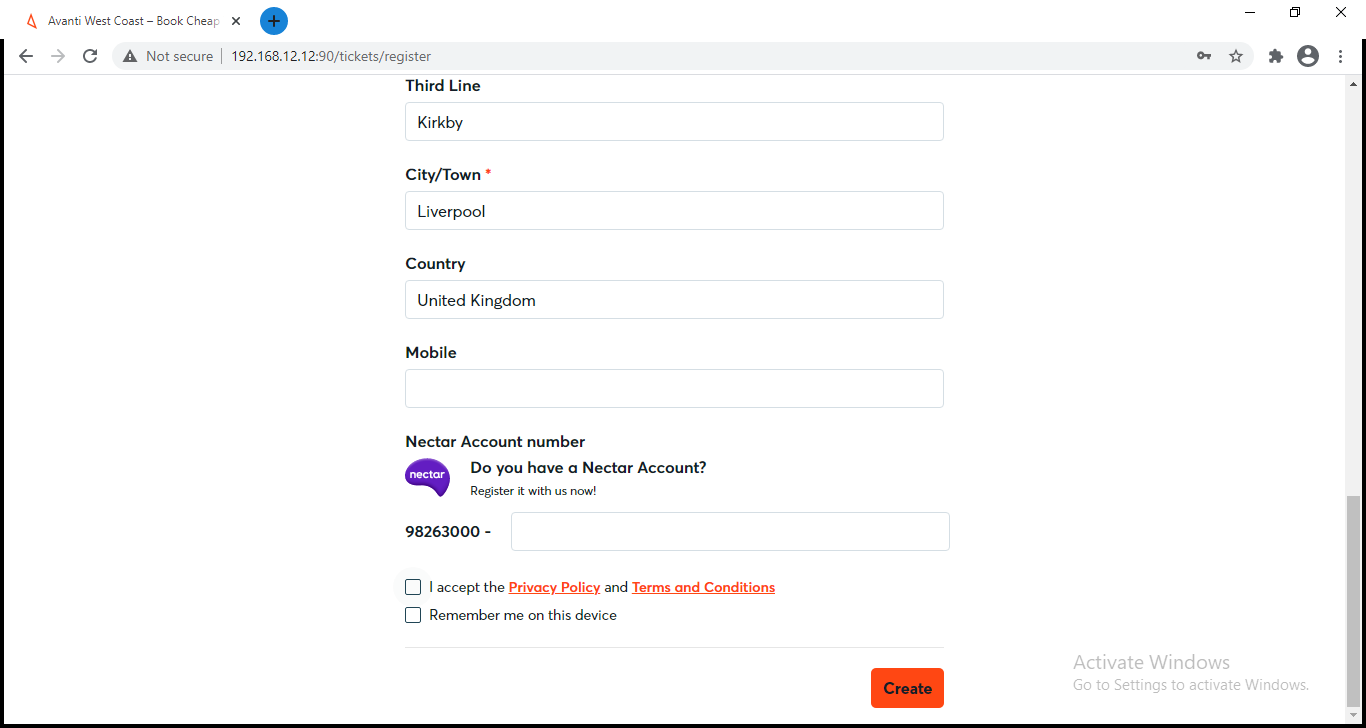 Avanti West Coast – Book Cheap
Not secure 192.168.12.12:90/tickets/register
Third Line
Kirkby
City/Town *
Liverpool
Country
United Kingdom
Mobile
Nectar Account number
nectar
Do you have a Nectar Account?
Register it with us now!
98263000 -
I accept the Privacy Policy and Terms and Conditions
Remember me on this device
Create
Activate Windows
Go to Settings to activate Windows.